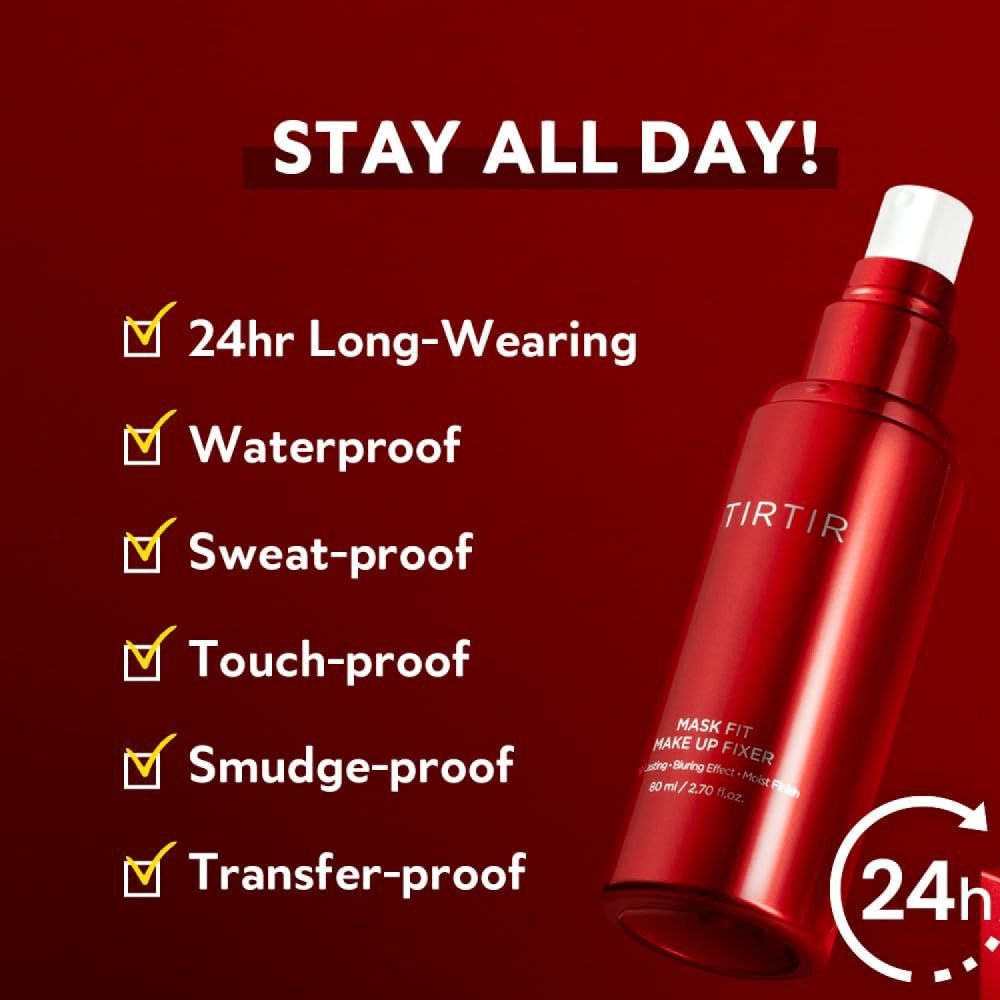 STAY ALL DAY!
24hr Long-Wearing
Waterproof
Sweat-proof
Touch-proof
Smudge-proof
Transfer-proof
TIRTIR
MASK FIT
MAKE UP FIXER
Lasting • Bluring Effect • Moist Finish
80 ml / 2.70 fl.oz.
24h